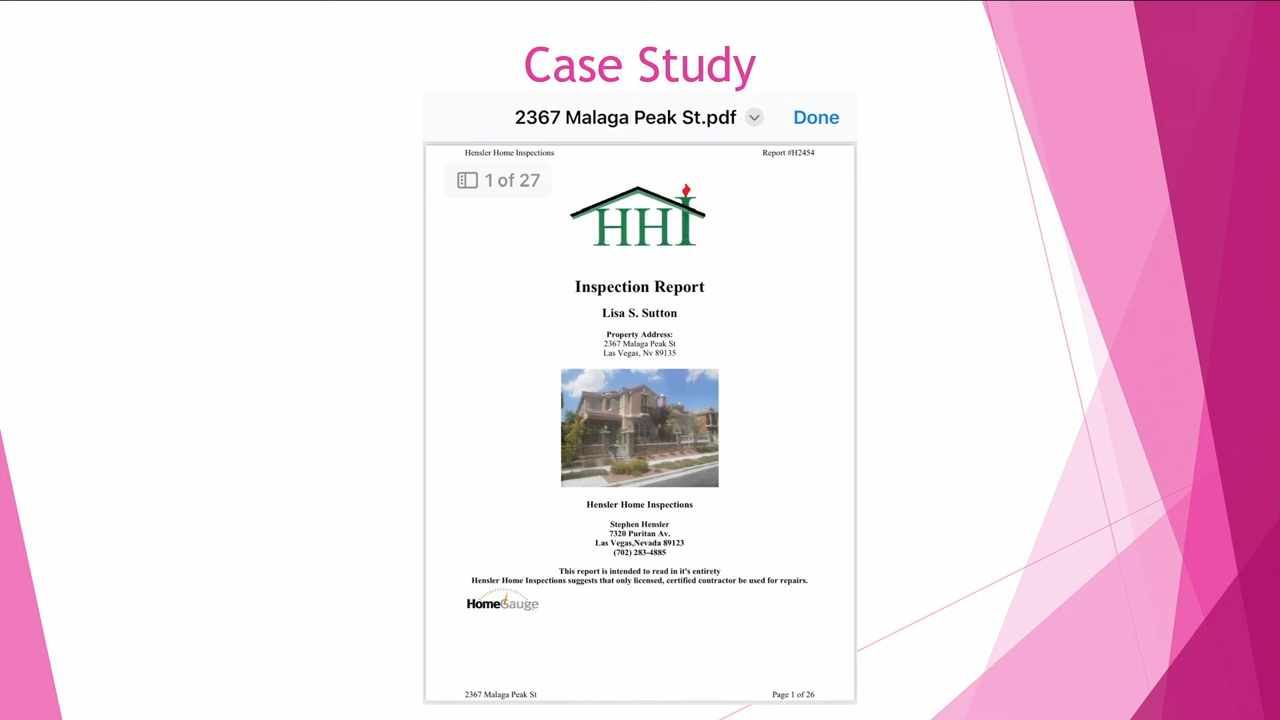 Case Study
2367 Malaga Peak St.pdf
Done
Hensler Home Inspections
Report #H2454
1 of 27
HHI
Inspection Report
Lisa S. Sutton
Property Address:
2367 Malaga Peak St
Las Vegas, Nv 89135
Hensler Home Inspections
Stephen Hensler
7320 Puritan Av.
Las Vegas,Nevada 89123
(702) 283-4885
This report is intended to read in it's entirety
Hensler Home Inspections suggests that only licensed, certified contractor be used for repairs.
HomeGauge
2367 Malaga Peak St
Page 1 of 26